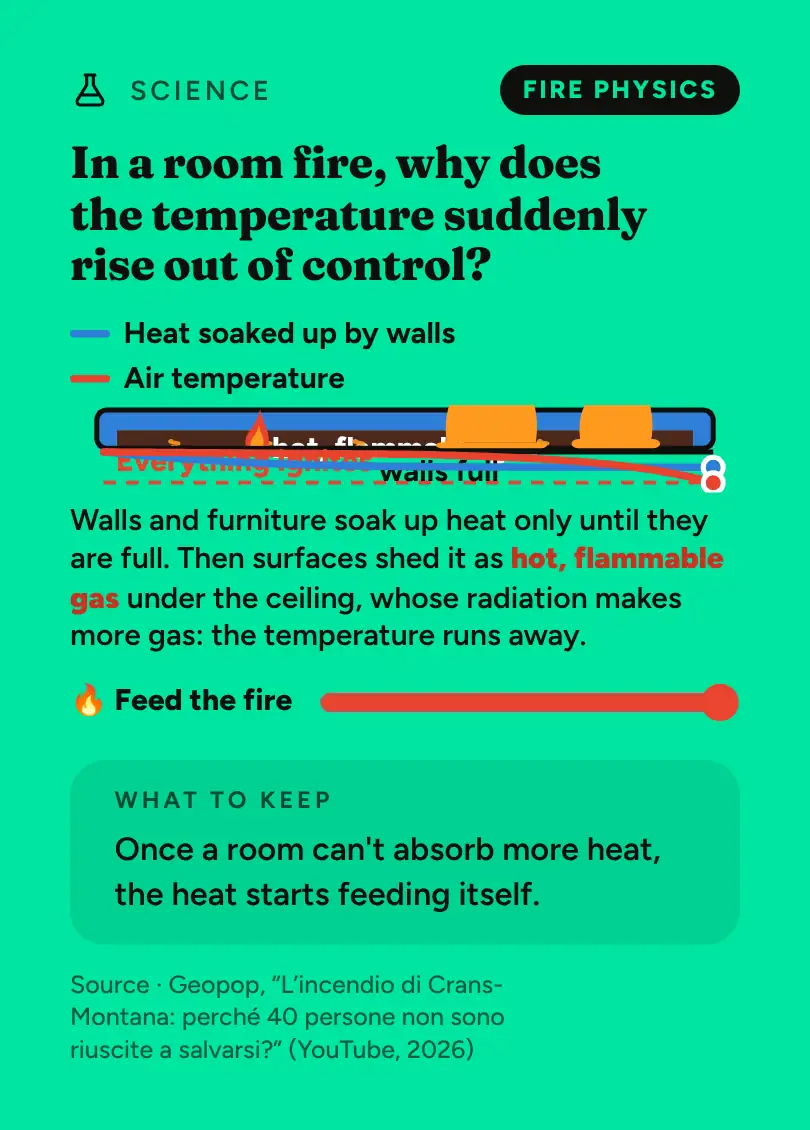 SCIENCE
FIRE PHYSICS
In a room fire, why does
the temperature suddenly
rise out of control?
Heat soaked up by walls
Air temperature
hot, flammabl
Everything ignites
walls full
Walls and furniture soak up heat only until they
are full. Then surfaces shed it as hot, flammable
gas under the ceiling, whose radiation makes
more gas: the temperature runs away.
🔥 Feed the fire
WHAT TO KEEP
Once a room can't absorb more heat,
the heat starts feeding itself.
Source · Geopop, “L’incendio di Crans-
Montana: perché 40 persone non sono
riuscite a salvarsi?” (YouTube, 2026)